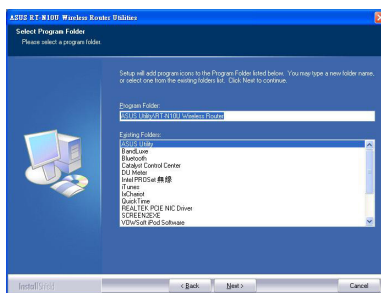 ASUS RT-N10U Wireless Router Utilities
Select Program Folder
Please select a program folder.
Setup will add program icons to the Program Folder listed below. You may type a new folder name, or select one from the existing folders list. Click Next to continue.
Program Folder:
ASUS Utility\RT-N10U Wireless Router
Existing Folders:
ASUS Utility
BandLuxe
Bluetooth
Catalyst Control Center
DU Meter
Intel PROSet 無線
iTunes
IxChariot
QuickTime
REALTEK PCIE NIC Driver
SCREEN2EXE
VDWSoft iPod Software
InstallShield
< Back
Next >
Cancel